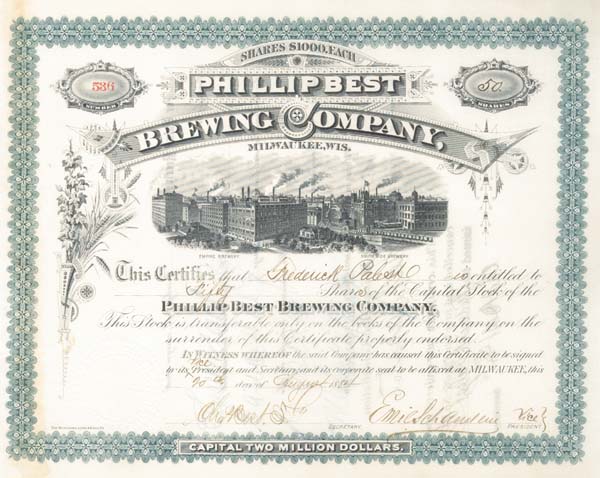 SHARES $1000. EACH
536
NUMBER
50.
SHARES
PHILLIP BEST
BREWING COMPANY,
MILWAUKEE, WIS.
EMPIRE BREWERY.
SOUTH SIDE BREWERY.
This Certifies that Frederick Pabst is entitled to
Fifty Shares of the Capital Stock of the
PHILLIP BEST BREWING COMPANY.
This Stock is transferable only on the books of the Company on the
surrender of this Certificate properly endorsed.
IN WITNESS WHEREOF the said Company has caused this Certificate to be signed
Vice
to its President and Secretary, and its corporate seal to be affixed at MILWAUKEE, this
20th day of August
SECRETARY.
Emil Schandein Vice
PRESIDENT
CAPITAL TWO MILLION DOLLARS.